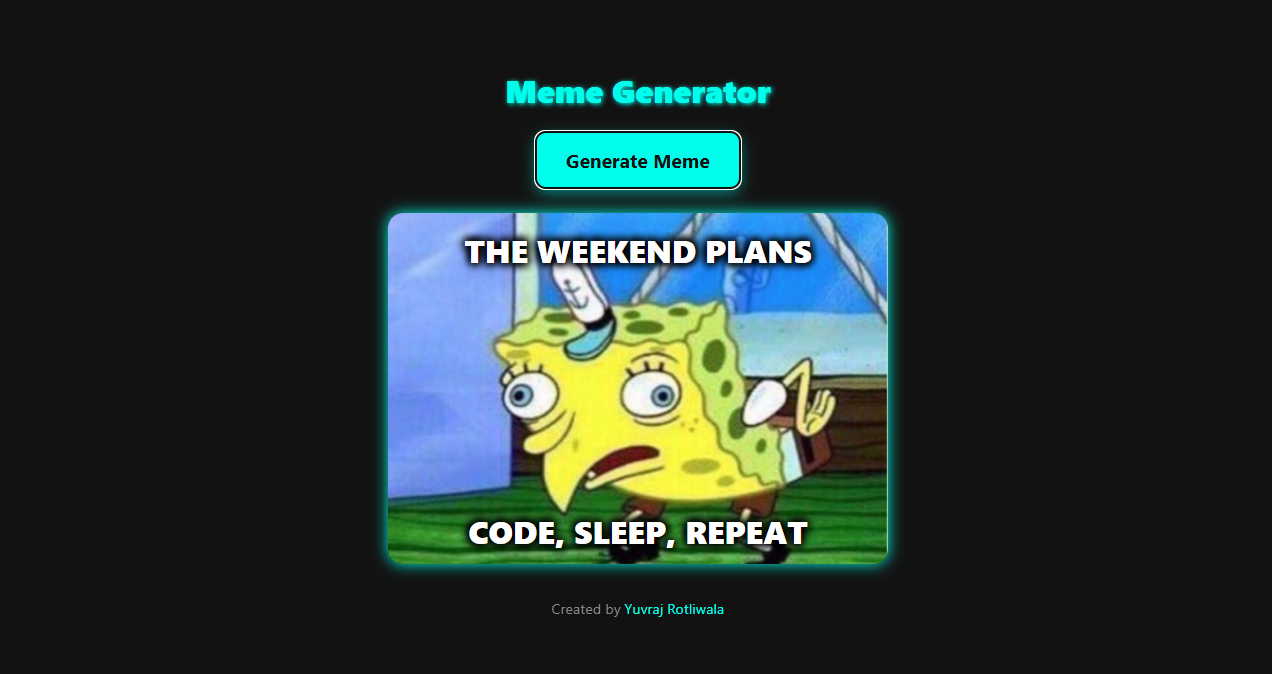 Meme Generator
Generate Meme
THE WEEKEND PLANS
CODE, SLEEP, REPEAT
Created by Yuvraj Rotliwala